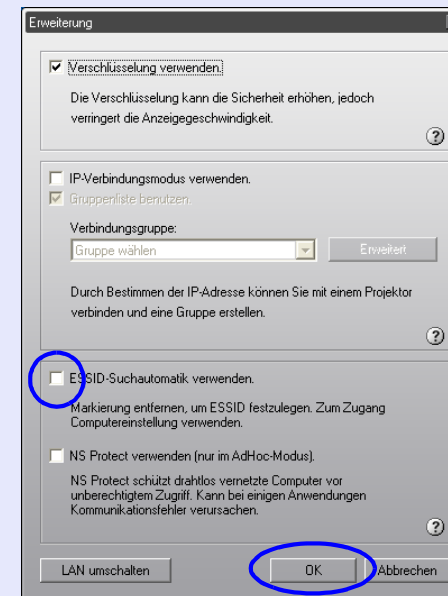 Erweiterung
Verschlüsselung verwenden.
Die Verschlüsselung kann die Sicherheit erhöhen, jedoch
verringert die Anzeigegeschwindigkeit.
?
IP-Verbindungsmodus verwenden.
Gruppenliste benutzen.
Verbindungsgruppe:
Gruppe wählen
Erweitert
Durch Bestimmen der IP-Adresse können Sie mit einem Projektor
verbinden und eine Gruppe erstellen.
?
ESSID-Suchautomatik verwenden.
Markierung entfernen, um ESSID festzulegen. Zum Zugang
Computereinstellung verwenden.
NS Protect verwenden (nur im AdHoc-Modus).
NS Protect schützt drahtlos vernetzte Computer vor
unberechtigtem Zugriff. Kann bei einigen Anwendungen
Kommunikationsfehler verursachen.
?
LAN umschalten OK Abbrechen